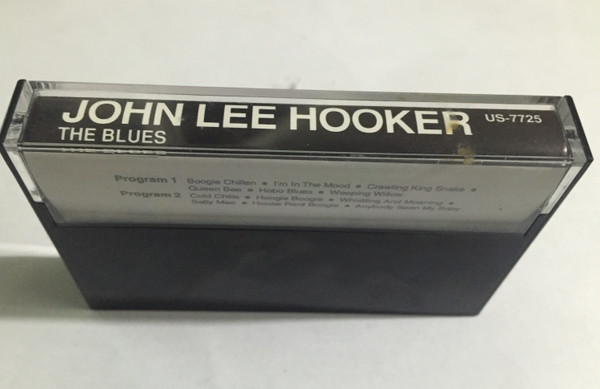 JOHN LEE HOOKER US-7725
THE BLUES
Program 1 Boogie Chillen • I'm In The Mood • Crawling King Snake •
Queen Bee • Hobo Blues • Weeping Willow
Program 2 Cold Chills • Hoogie Boogie • Whistling And Moaning •
Sally Mae • House Rent Boogie • Anybody Seen My Baby